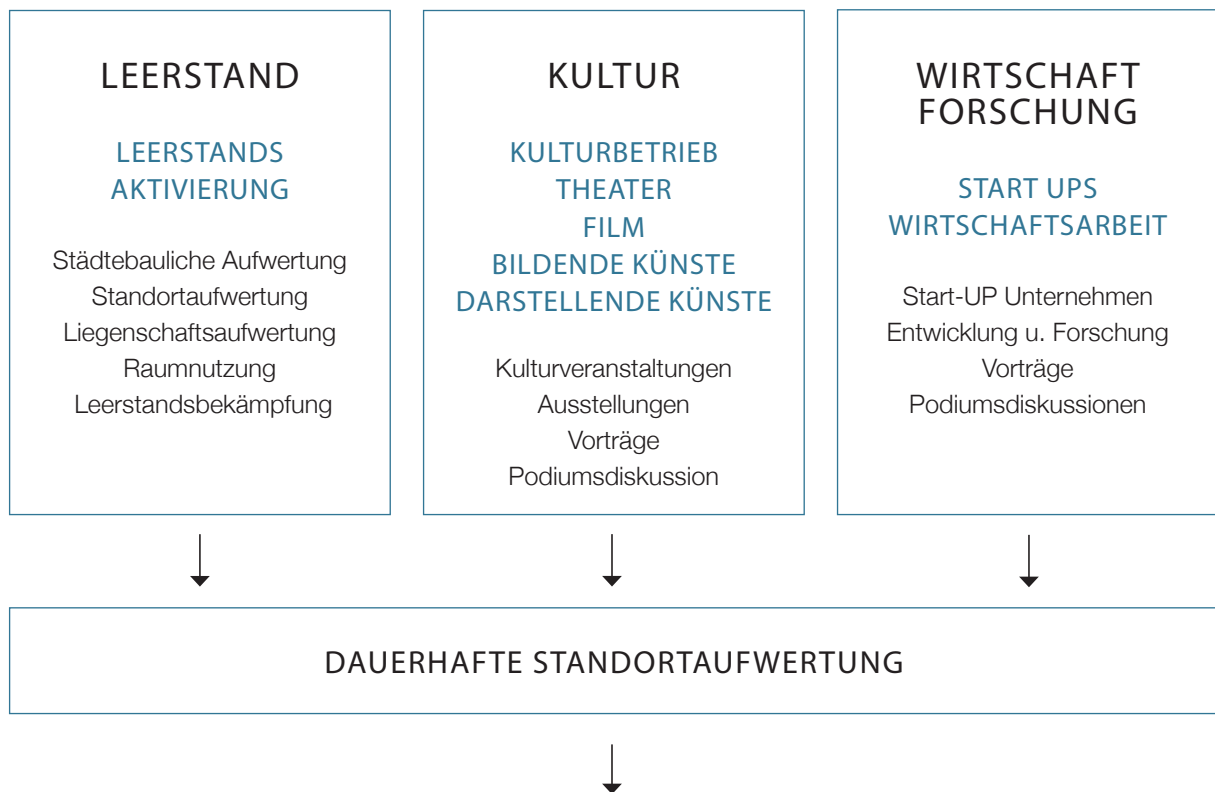 LEERSTAND
LEERSTANDS
AKTIVIERUNG
Städtebauliche Aufwertung
Standortaufwertung
Liegenschaftsaufwertung
Raumnutzung
Leerstandsbekämpfung
KULTUR
KULTURBETRIEB
THEATER
FILM
BILDENDE KÜNSTE
DARSTELLENDE KÜNSTE
Kulturveranstaltungen
Ausstellungen
Vorträge
Podiumsdiskussion
WIRTSCHAFT
FORSCHUNG
START UPS
WIRTSCHAFTSARBEIT
Start-UP Unternehmen
Entwicklung u. Forschung
Vorträge
Podiumsdiskussionen
DAUERHAFTE STANDORTAUFWERTUNG